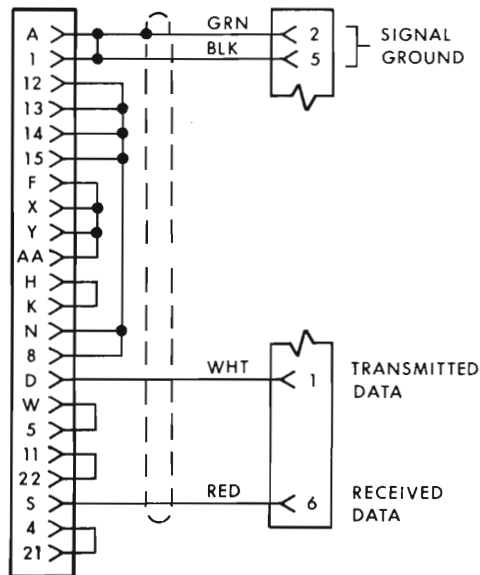 A GRN 2 SIGNAL
1 BLK 5 GROUND
12
13
14
15
F
X
Y
AA
H
K
N
8
D WHT 1 TRANSMITTED
DATA
W
5
11
22
S RED 6 RECEIVED
DATA
4
21